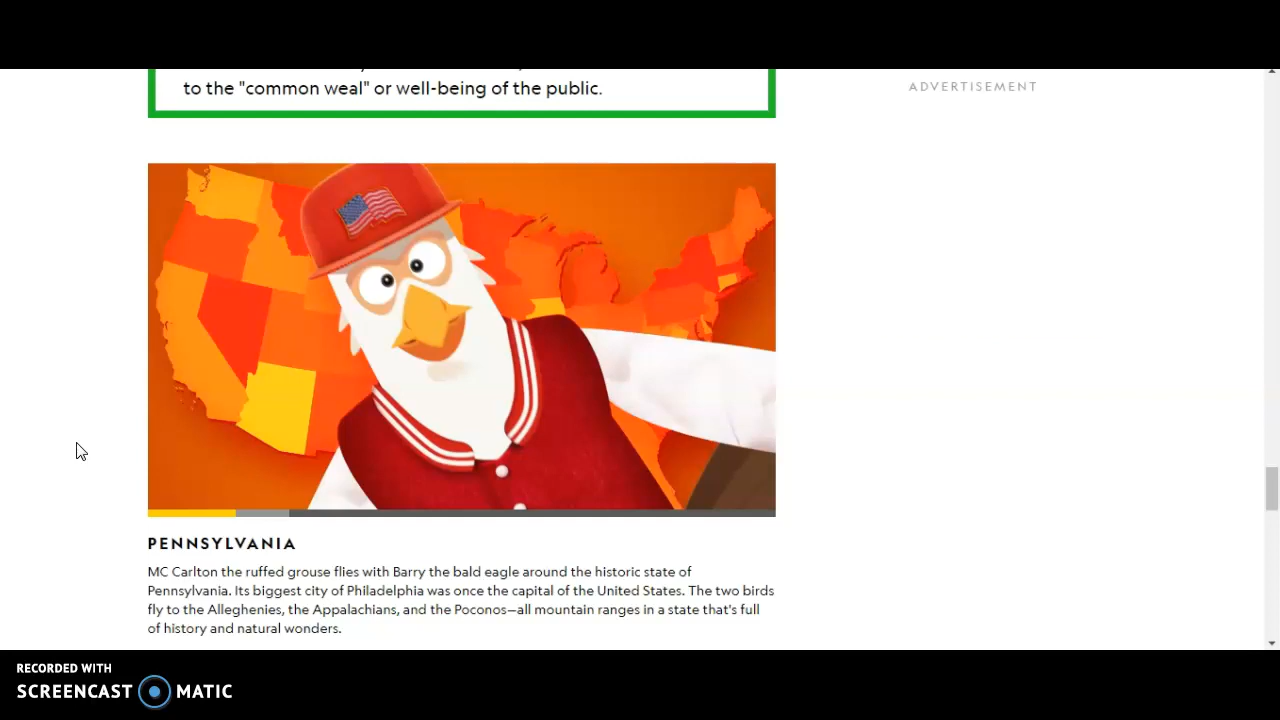 to the "common weal" or well-being of the public.
ADVERTISEMENT
PENNSYLVANIA
MC Carlton the ruffed grouse flies with Barry the bald eagle around the historic state of
Pennsylvania. Its biggest city of Philadelphia was once the capital of the United States. The two birds
fly to the Alleghenies, the Appalachians, and the Poconos—all mountain ranges in a state that's full
of history and natural wonders.
RECORDED WITH
SCREENCAST MATIC